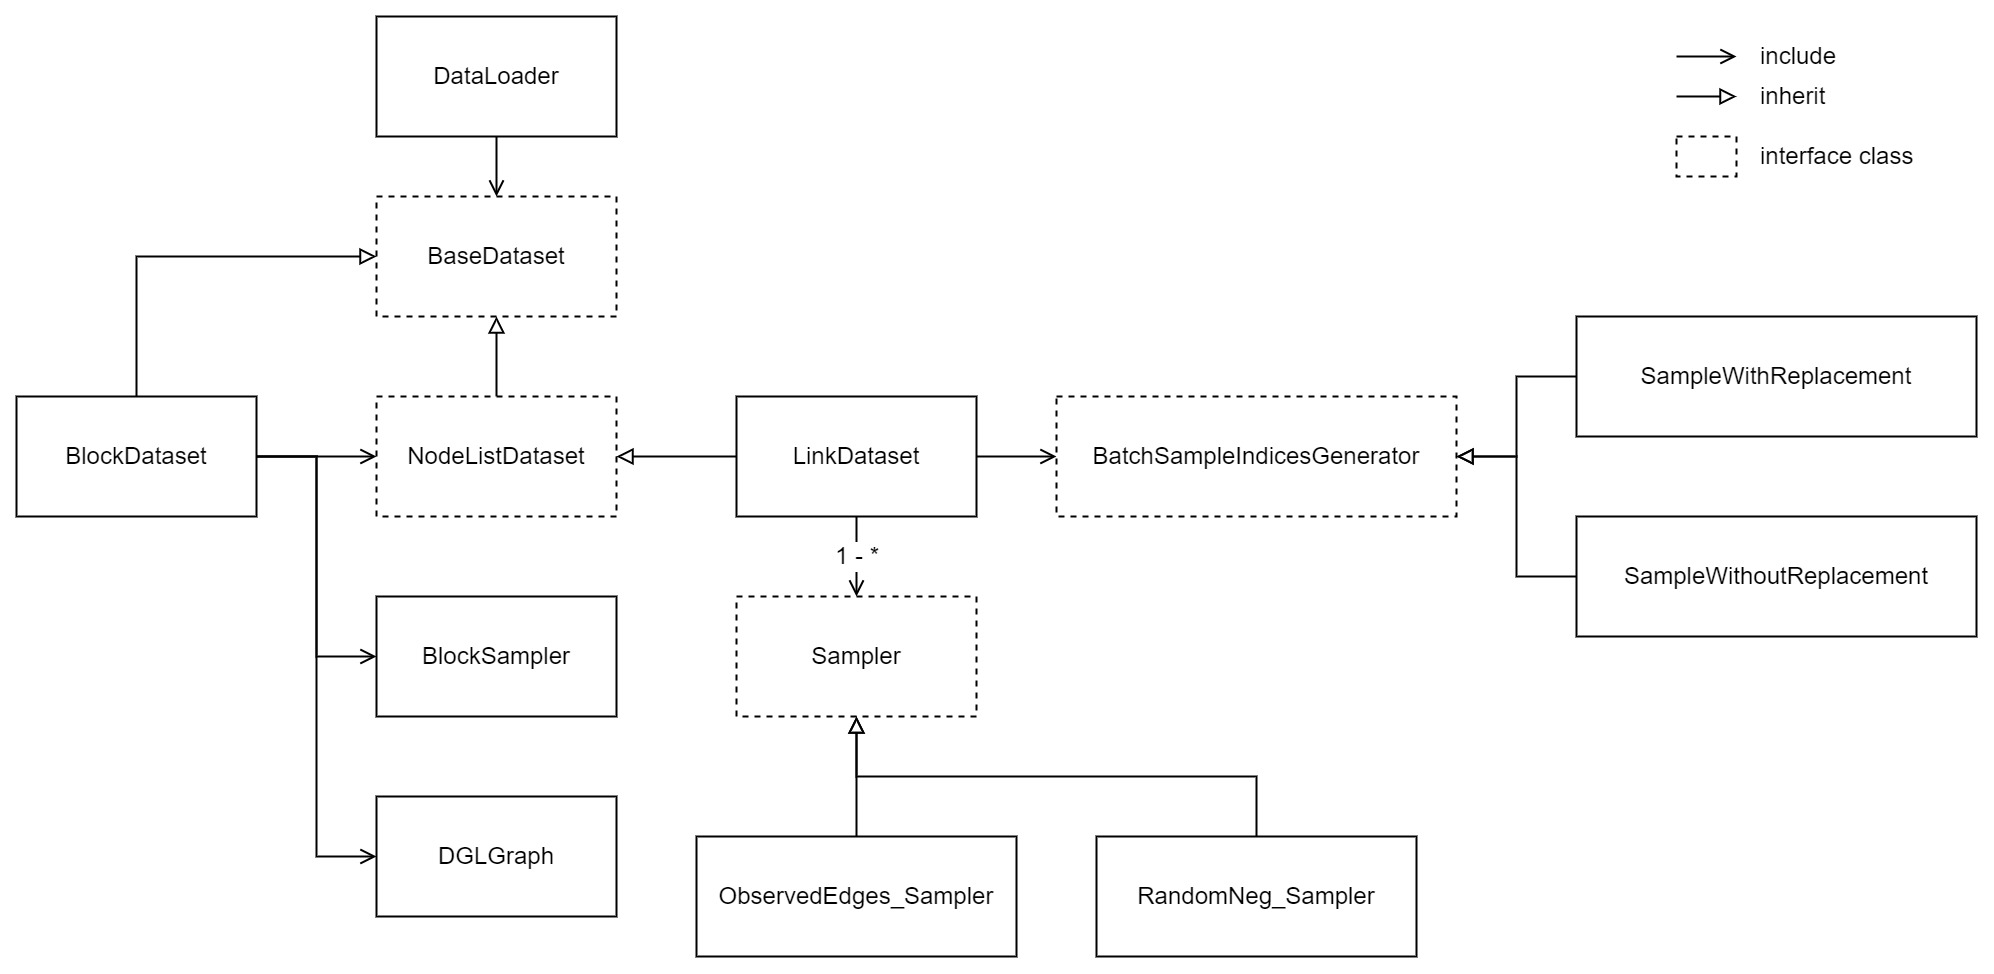 DataLoader
include
inherit
interface class
BaseDataset
BlockDataset
NodeListDataset
LinkDataset
BatchSampleIndicesGenerator
SampleWithReplacement
SampleWithoutReplacement
1 - *
BlockSampler
Sampler
DGLGraph
ObservedEdges_Sampler
RandomNeg_Sampler